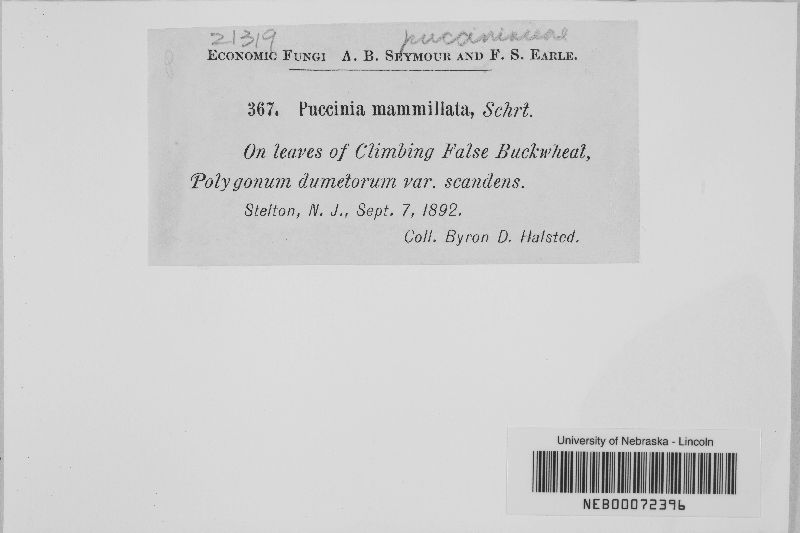 21319 pucciniaceae
Economic Fungi A. B. Seymour and F. S. Earle.
367. Puccinia mammillata, Schrt.
On leaves of Climbing False Buckwheat,
Polygonum dumetorum var. scandens.
Stelton, N. J., Sept. 7, 1892.
Coll. Byron D. Halsted.
University of Nebraska - Lincoln
NEB00072396